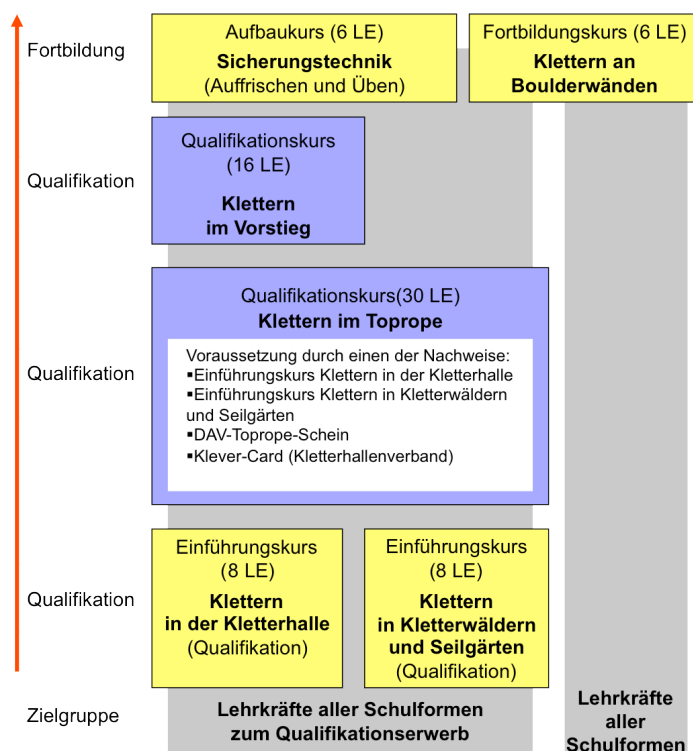 Fortbildung
Aufbaukurs (6 LE)
Sicherungstechnik
(Auffrischen und Üben)
Fortbildungskurs (6 LE)
Klettern an
Boulderwänden
Qualifikation
Qualifikationskurs
(16 LE)
Klettern
im Vorstieg
Qualifikation
Qualifikationskurs(30 LE)
Klettern im Toprope
Voraussetzung durch einen der Nachweise:
▪Einführungskurs Klettern in der Kletterhalle
▪Einführungskurs Klettern in Kletterwäldern
und Seilgärten
▪DAV-Toprope-Schein
▪Klever-Card (Kletterhallenverband)
Qualifikation
Einführungskurs
(8 LE)
Klettern
in der Kletterhalle
(Qualifikation)
Einführungskurs
(8 LE)
Klettern
in Kletterwäldern
und Seilgärten
(Qualifikation)
Zielgruppe
Lehrkräfte aller Schulformen
zum Qualifikationserwerb
Lehrkräfte
aller
Schulformen